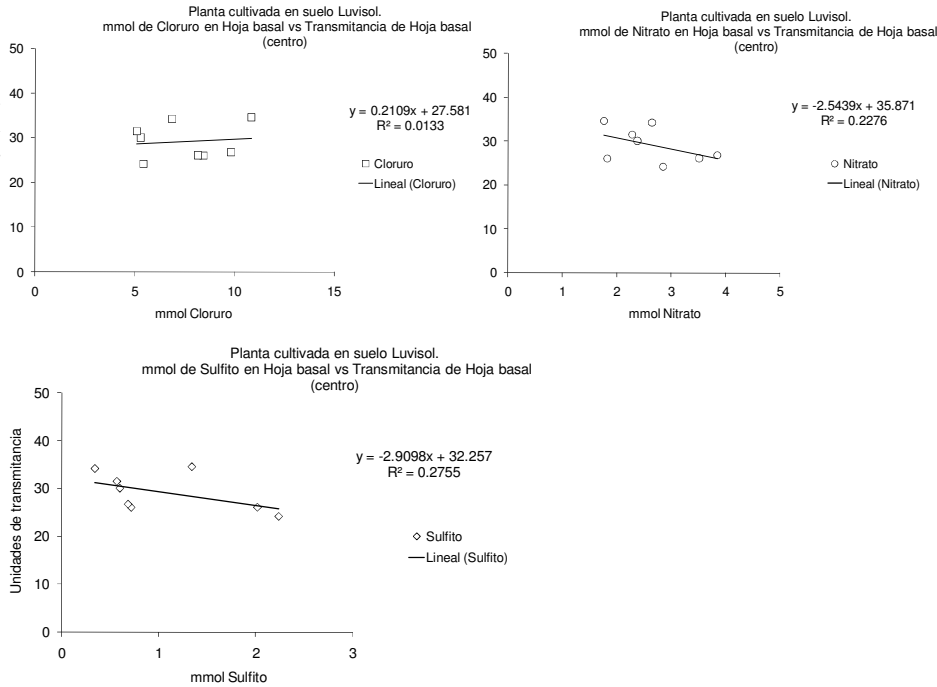 Planta cultivada en suelo Luvisol.
mmol de Cloruro en Hoja basal vs Transmitancia de Hoja basal
(centro)
50
40
30
20
10
0
0 5 10 15
mmol Cloruro
y = 0.2109x + 27.581
R² = 0.0133
Cloruro
Lineal (Cloruro)
Planta cultivada en suelo Luvisol.
mmol de Nitrato en Hoja basal vs Transmitancia de Hoja basal
(centro)
50
40
30
20
10
0
0 1 2 3 4 5
mmol Nitrato
y = -2.5439x + 35.871
R² = 0.2276
Nitrato
Lineal (Nitrato)
Planta cultivada en suelo Luvisol.
mmol de Sulfito en Hoja basal vs Transmitancia de Hoja basal
(centro)
Unidades de transmitancia
50
40
30
20
10
0
0 1 2 3
mmol Sulfito
y = -2.9098x + 32.257
R² = 0.2755
Sulfito
Lineal (Sulfito)